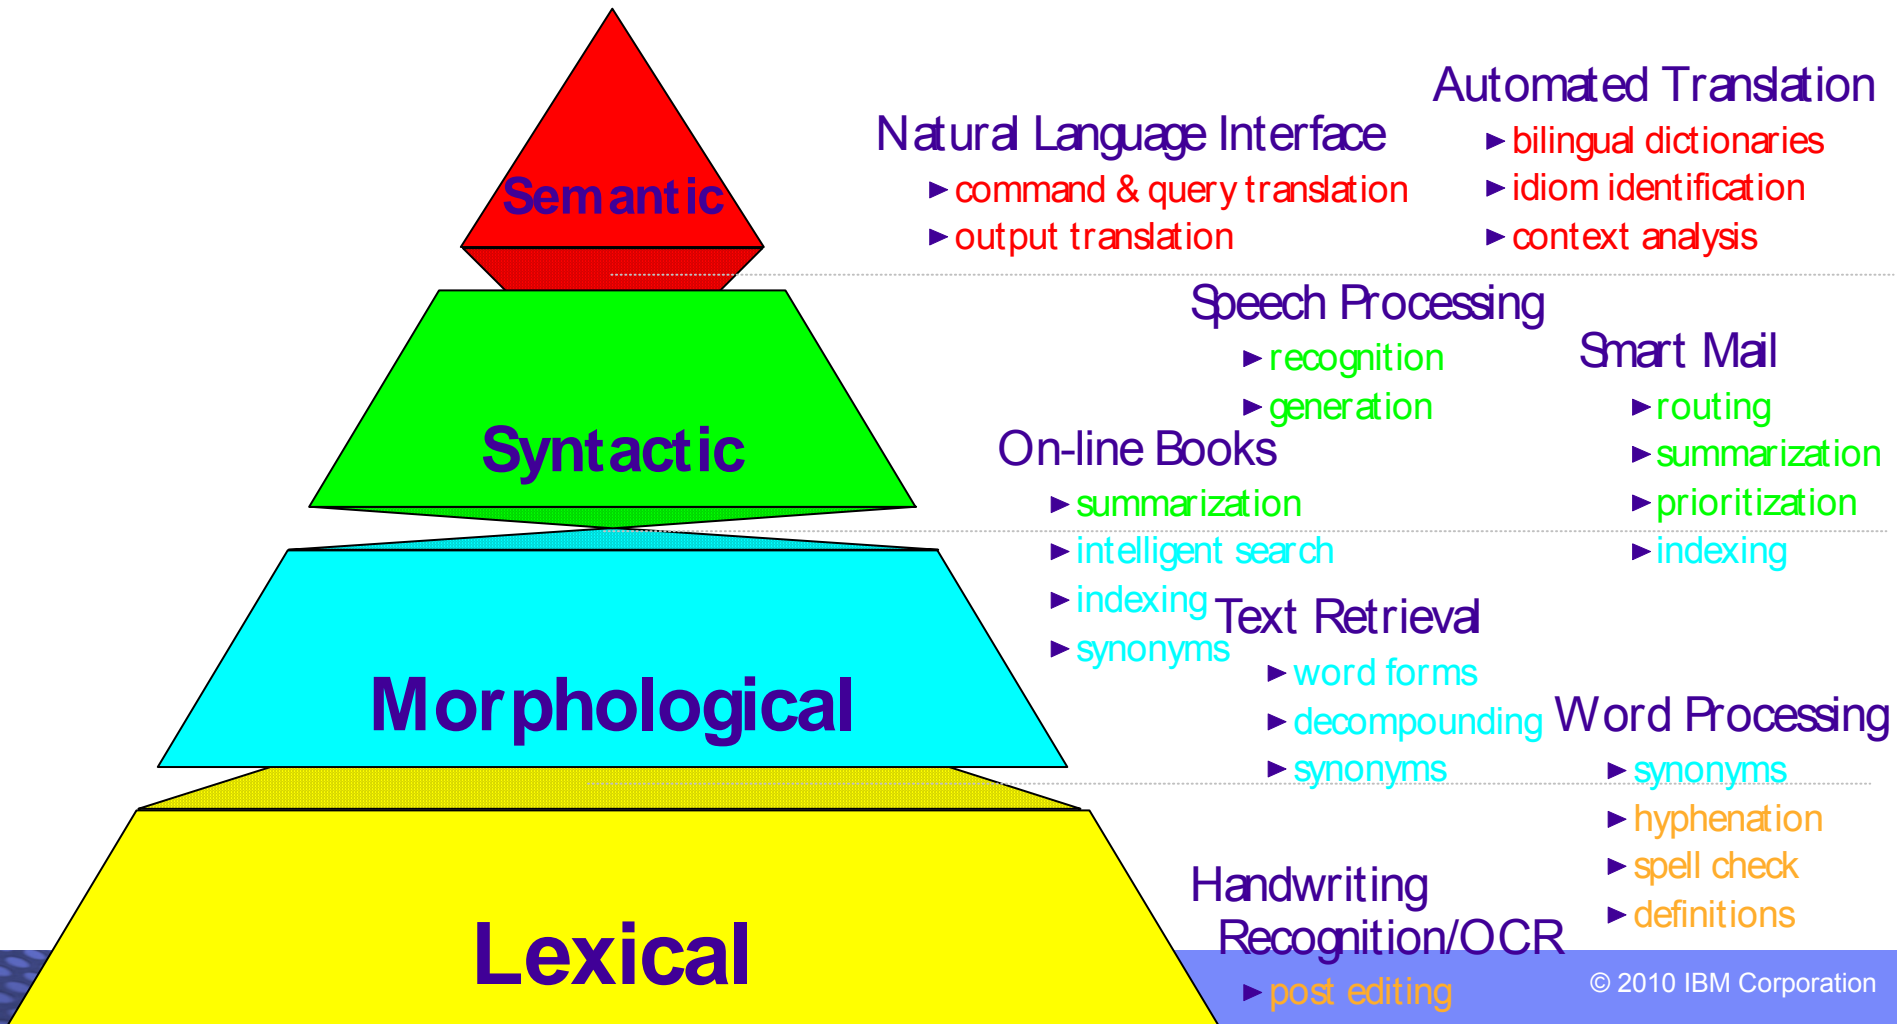 Semantic
Natural Language Interface
command & query translation
output translation
Automated Translation
bilingual dictionaries
idiom identification
context analysis
Syntactic
Speech Processing
recognition
generation
Smart Mail
routing
summarization
prioritization
indexing
On-line Books
summarization
intelligent search
indexing
synonyms
Morphological
Text Retrieval
word forms
decompounding
synonyms
Word Processing
synonyms
hyphenation
spell check
definitions
Lexical
Handwriting
Recognition/OCR
post editing
© 2010 IBM Corporation